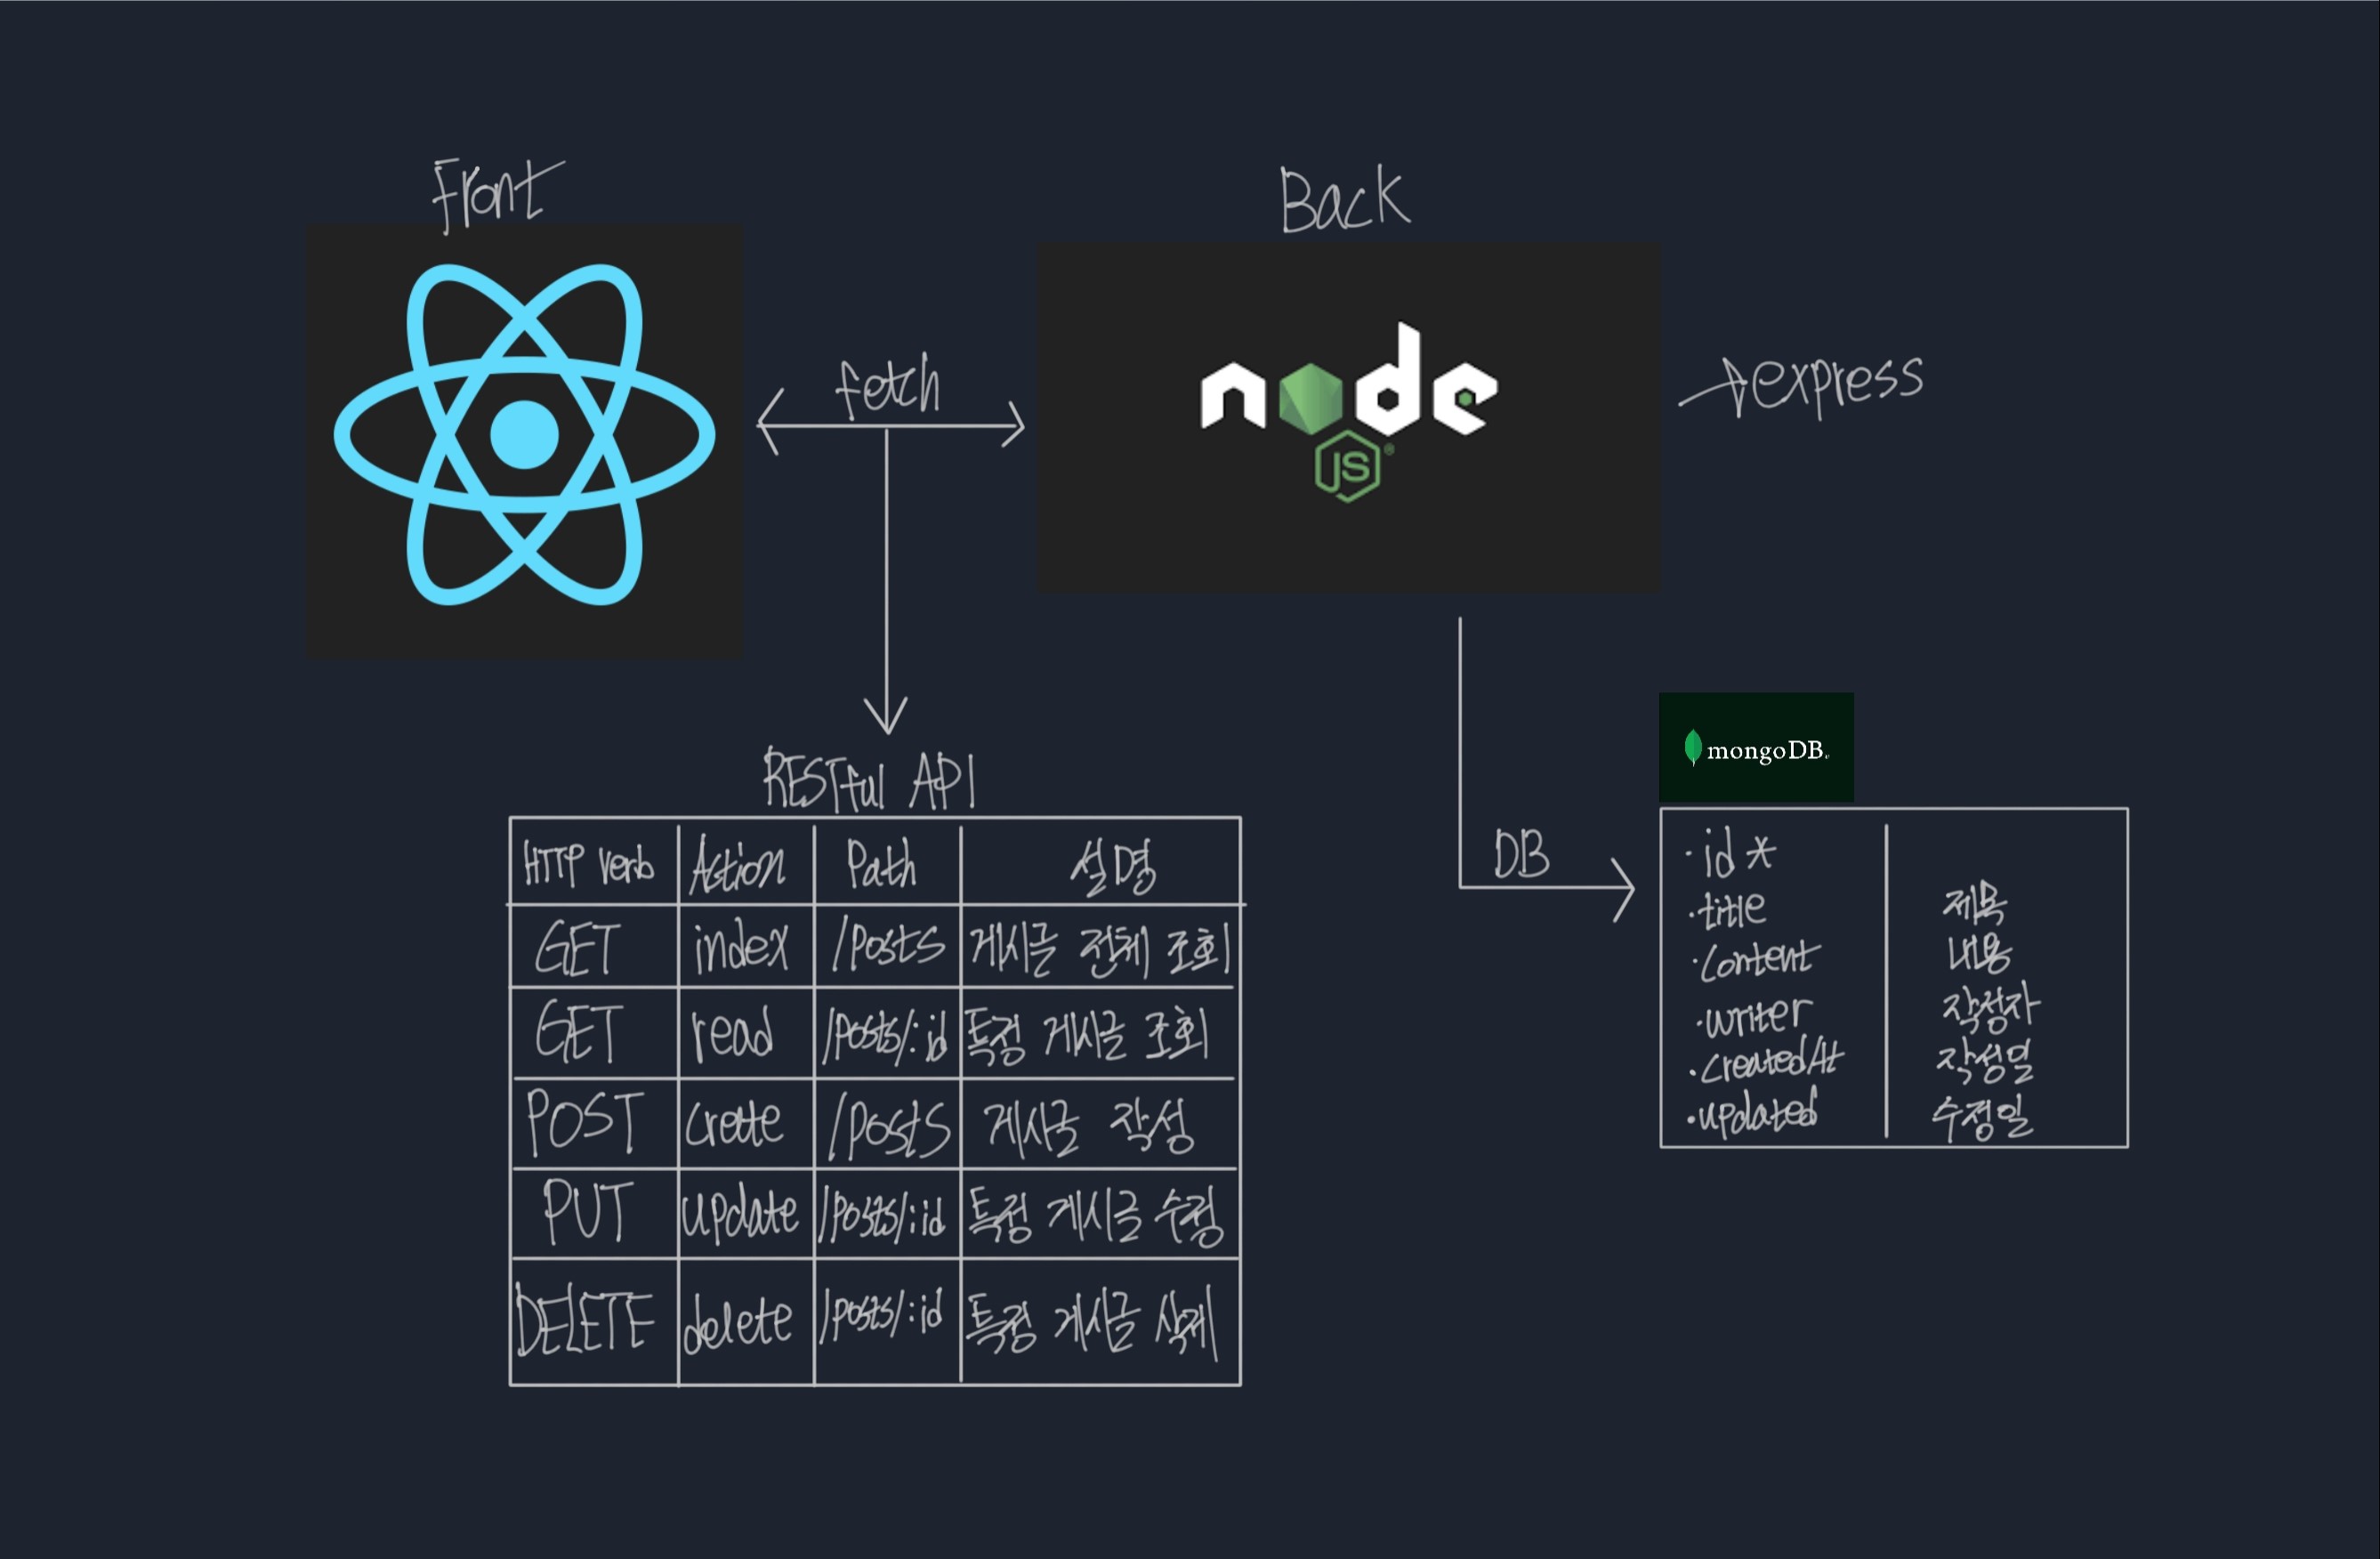 Front
Back
fetch
node
JS
express
RESTful API
HTTP Verb Action Path 설명
GET index /posts 게시글 전체 조회
GET read /posts/:id 특정 게시글 조회
POST create /posts 게시글 작성
PUT update /posts/:id 특정 게시글 수정
DELETE delete /posts/:id 특정 게시글 삭제
mongoDB.
DB
·id *
·title 제목
·content 내용
·writer 작성자
·createdAt 작성일
·updated 수정일